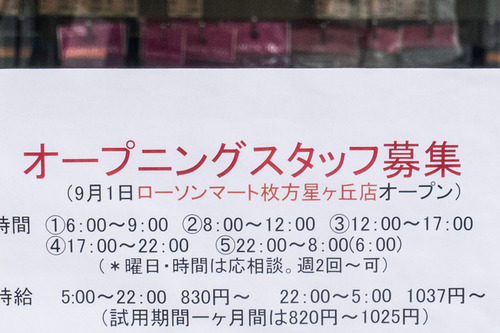 オープニングスタッフ募集
(9月1日ローソンマート枚方星ヶ丘店オープン)
時間 ①6:00～9:00 ②8:00～12:00 ③12:00～17:00
④17:00～22:00 ⑤22:00～8:00(6:00)
(＊曜日・時間は応相談。週2回～可)
時給 5:00～22:00 830円～ 22:00～5:00 1037円～
(試用期間一ヶ月間は820円～1025円)